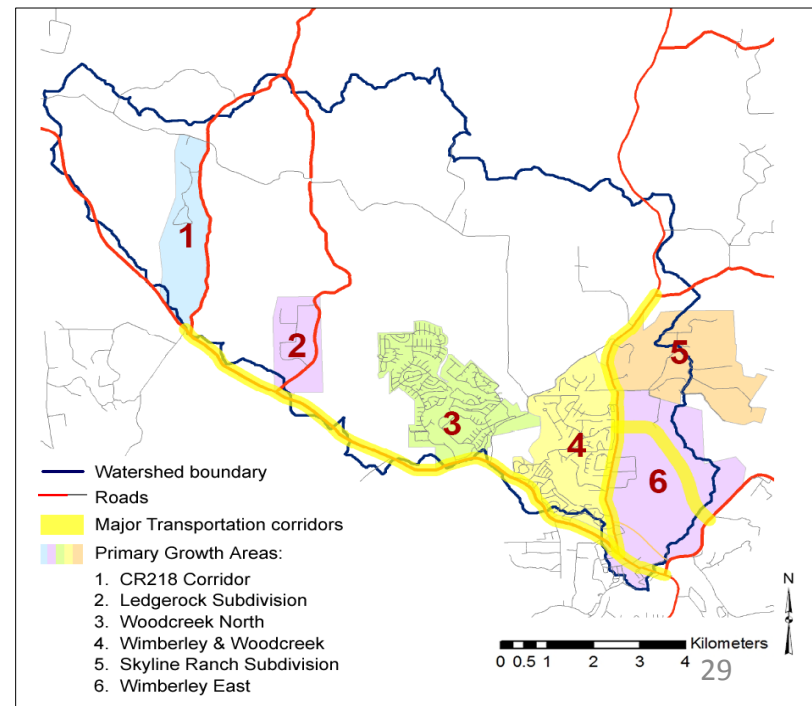 1
2
3
4
5
6
Watershed boundary
Roads
Major Transportation corridors
Primary Growth Areas:
1. CR218 Corridor
2. Ledgerock Subdivision
3. Woodcreek North
4. Wimberley & Woodcreek
5. Skyline Ranch Subdivision
6. Wimberley East
N
Kilometers
0 0.5 1 2 3 4
29